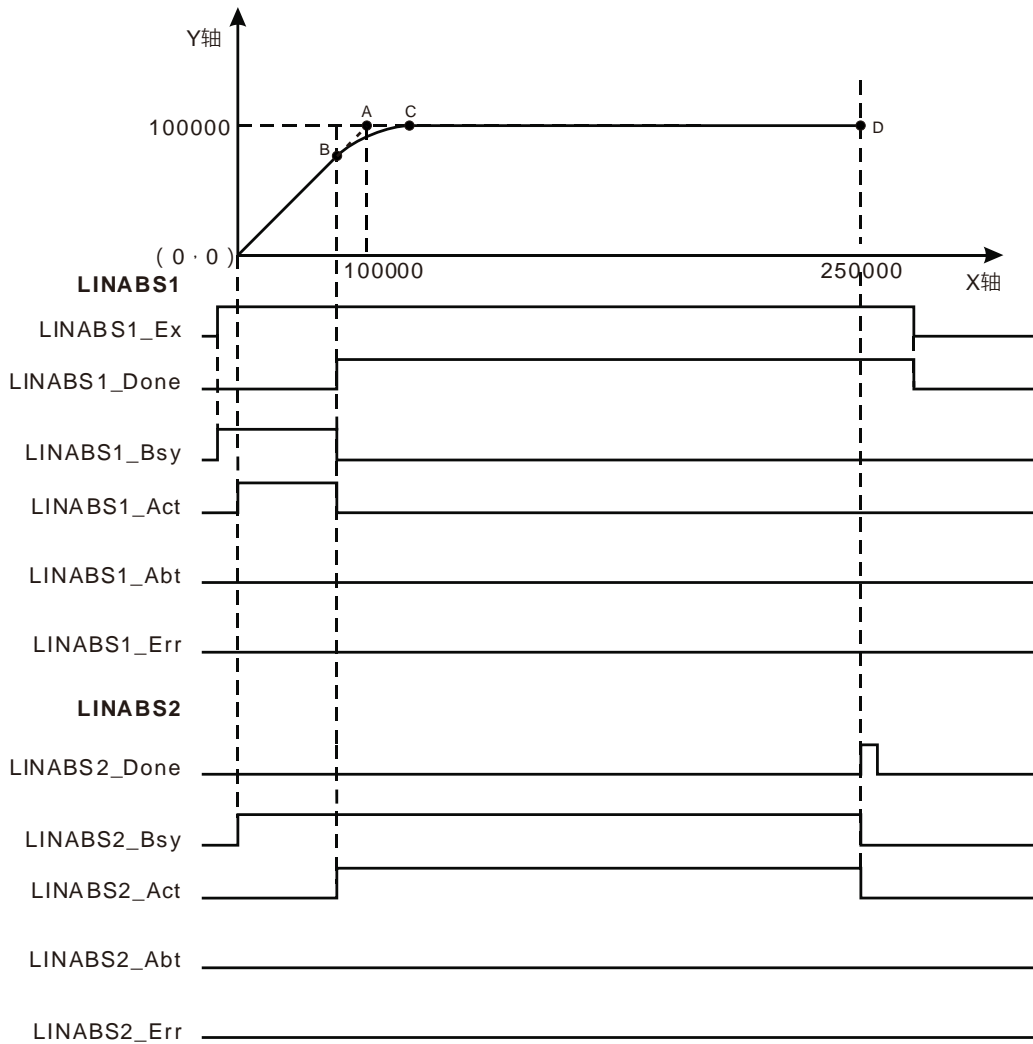 Y轴
A
C
100000
B
D
(0,0)
100000
250000
X轴
LINABS1
LINABS1_Ex
LINABS1_Done
LINABS1_Bsy
LINABS1_Act
LINABS1_Abt
LINABS1_Err
LINABS2
LINABS2_Done
LINABS2_Bsy
LINABS2_Act
LINABS2_Abt
LINABS2_Err